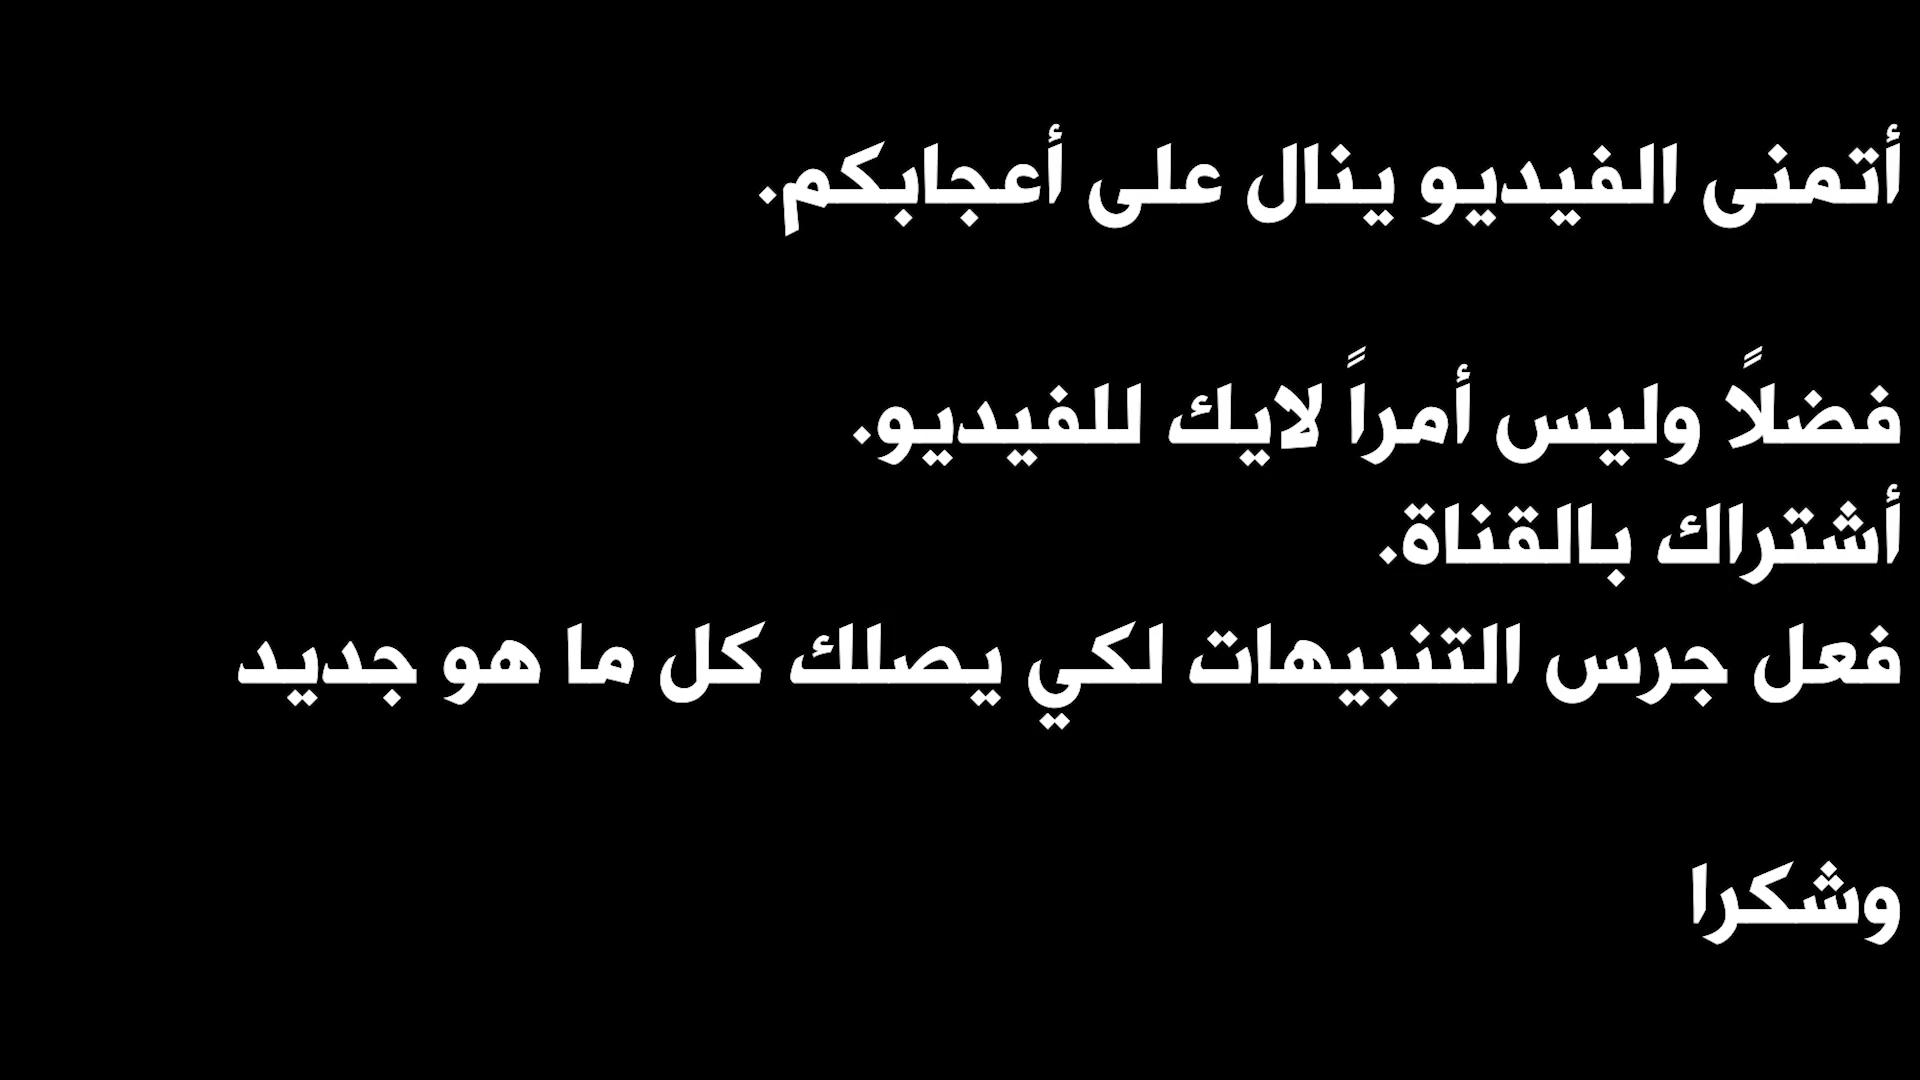 أتمنى الفيديو ينال على أعجابكم.
فضلاً وليس أمراً لايك للفيديو.
أشتراك بالقناة.
فعل جرس التنبيهات لكي يصلك كل ما هو جديد
وشكرا